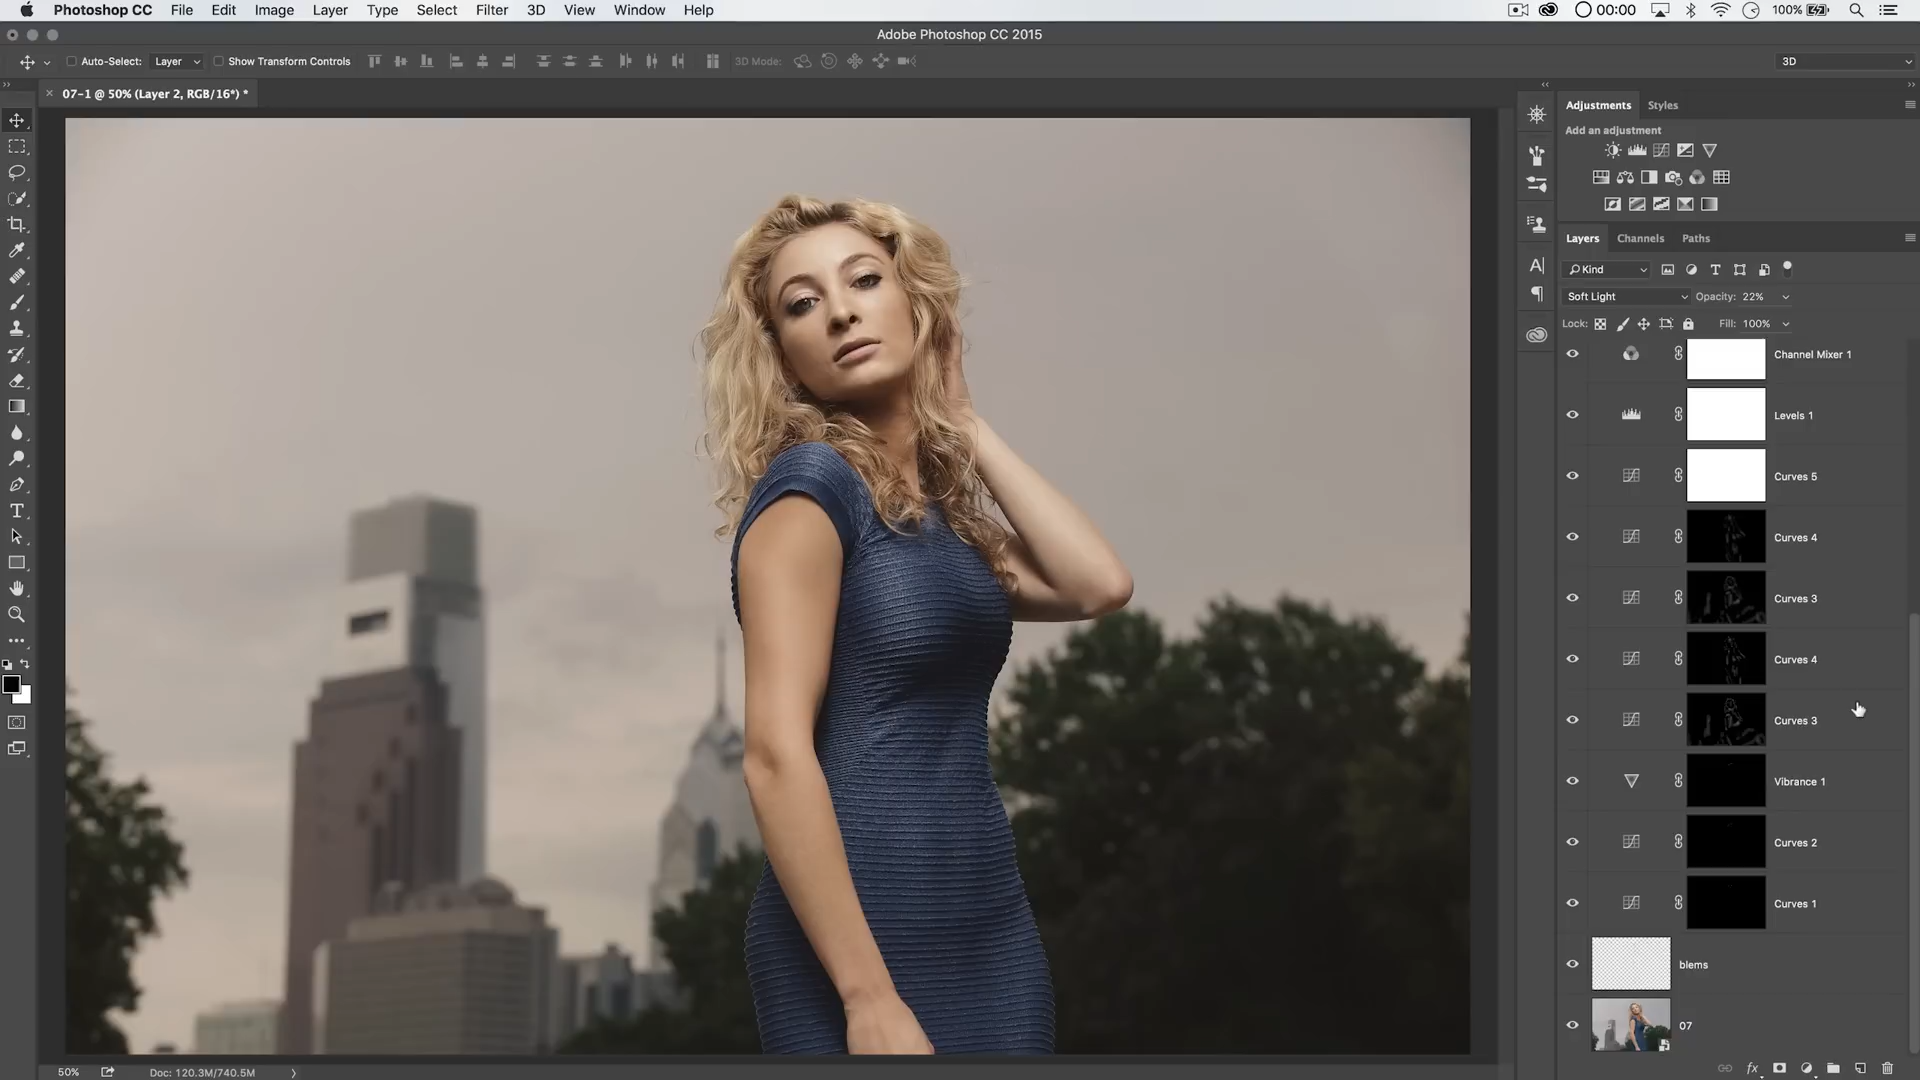 Photoshop CC File Edit Image Layer Type Select Filter 3D View Window Help 00:00 100%
Adobe Photoshop CC 2015
Auto-Select: Layer Show Transform Controls 3D Mode: 3D
× 07-1 @ 50% (Layer 2, RGB/16*) *
Adjustments Styles
Add an adjustment
Layers Channels Paths
Kind
Soft Light Opacity: 22%
Lock: Fill: 100%
Channel Mixer 1
Levels 1
Curves 5
Curves 4
Curves 3
Curves 4
Curves 3
Vibrance 1
Curves 2
Curves 1
blems
07
50% Doc: 120.3M/740.5M